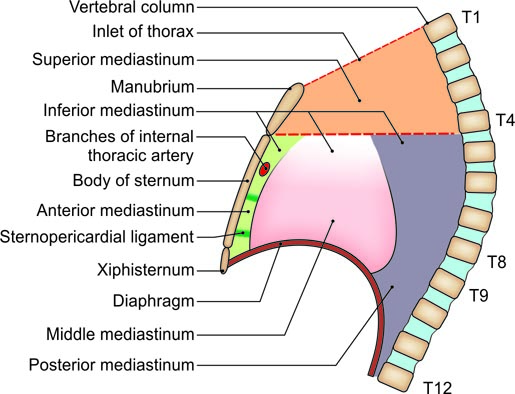 Vertebral column
Inlet of thorax
Superior mediastinum
Manubrium
Inferior mediastinum
Branches of internal
thoracic artery
Body of sternum
Anterior mediastinum
Sternopericardial ligament
Xiphisternum
Diaphragm
Middle mediastinum
Posterior mediastinum
T1
T4
T8
T9
T12